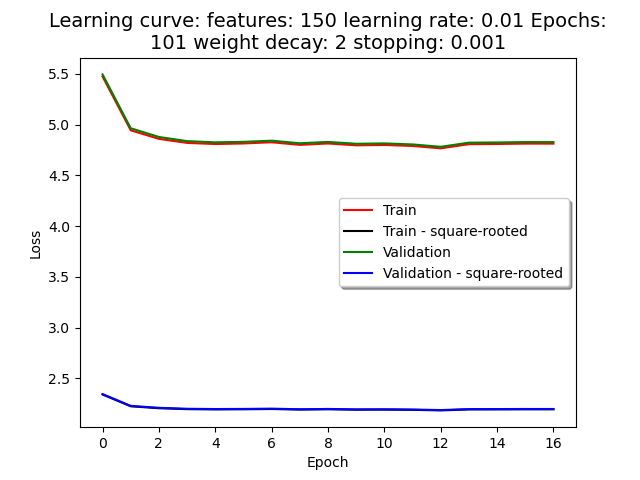 Learning curve: features: 150 learning rate: 0.01 Epochs:
101 weight decay: 2 stopping: 0.001
5.5
5.0
4.5
4.0
3.5
3.0
2.5
Loss
Train
Train - square-rooted
Validation
Validation - square-rooted
0 2 4 6 8 10 12 14 16
Epoch